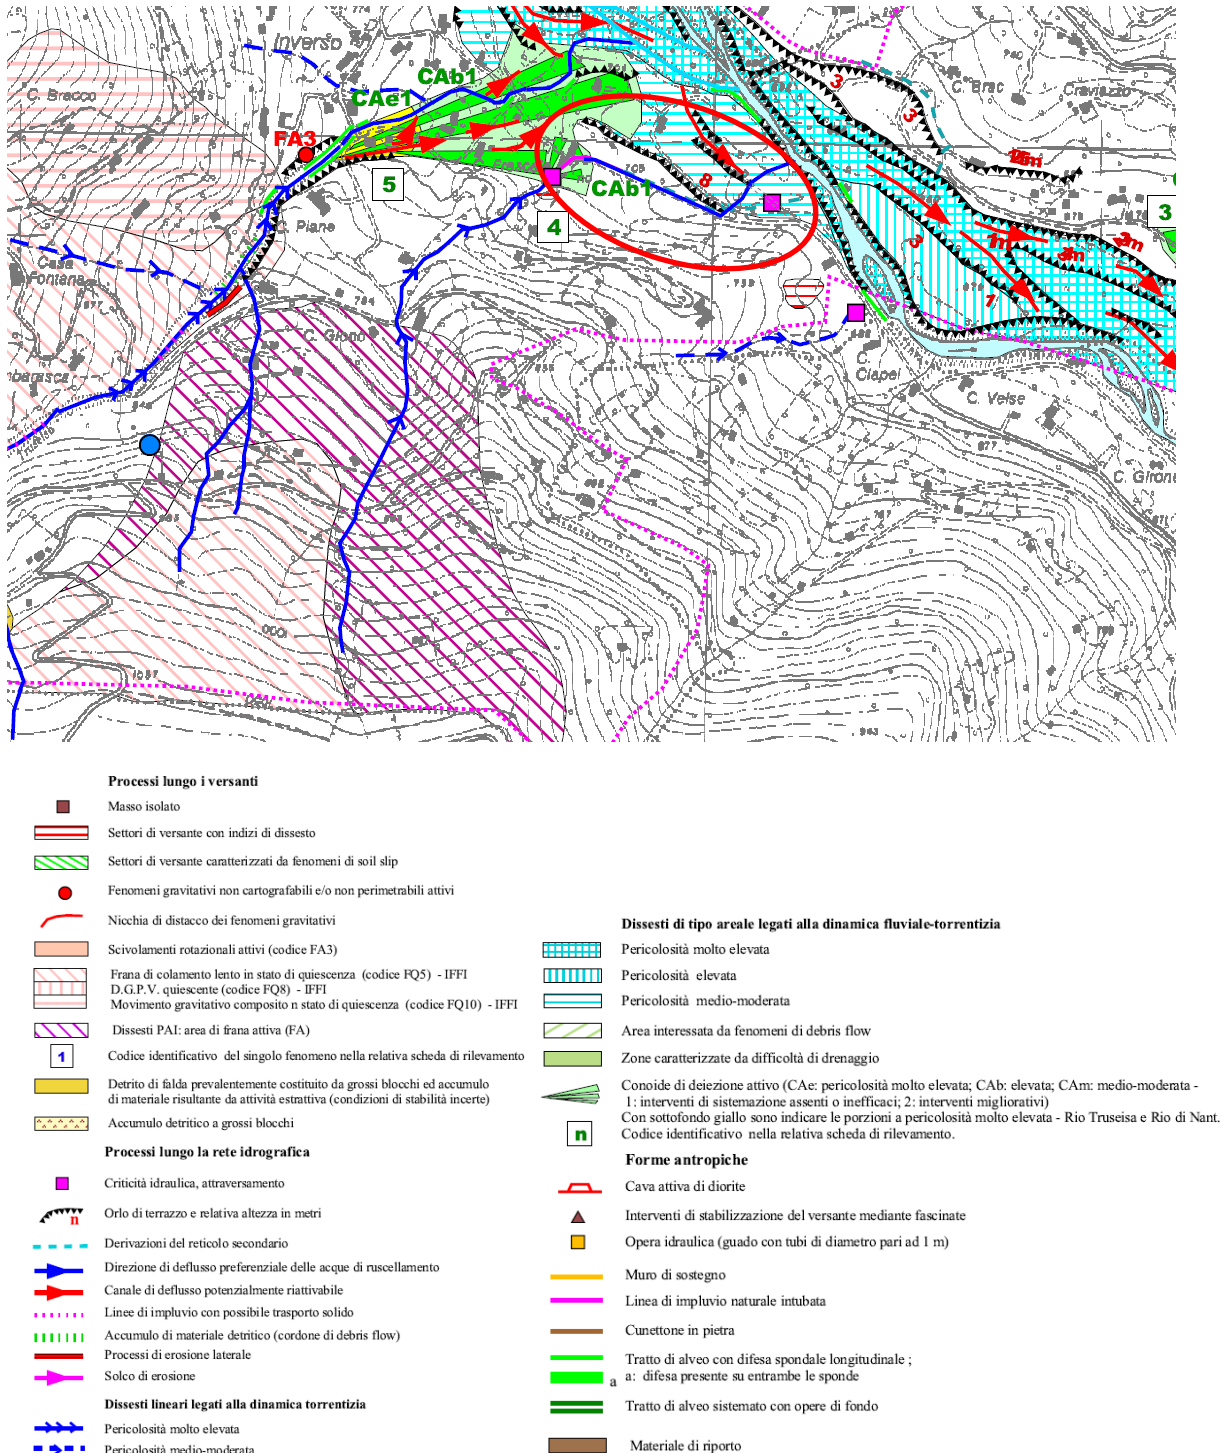 Inverso
CAb1
C. Bracco
CAe1
FA3
5
CAb1
8
4
C. Plane
Casa
Fontana
C. Giono
C. Brac
Craviazzo
3
3
3
3
1m
3m
1
C.
Ciapei
C. Velse
C. Girone
Processi lungo i versanti
Masso isolato
Settori di versante con indizi di dissesto
Settori di versante caratterizzati da fenomeni di soil slip
Fenomeni gravitativi non cartografabili e/o non perimetrabili attivi
Nicchia di distacco dei fenomeni gravitativi
Scivolamenti rotazionali attivi (codice FA3)
Frana di colamento lento in stato di quiescenza (codice FQ5) - IFFI
D.G.P.V. quiescente (codice FQ8) - IFFI
Movimento gravitativo composito n stato di quiescenza (codice FQ10) - IFFI
Dissesti PAI: area di frana attiva (FA)
1 Codice identificativo del singolo fenomeno nella relativa scheda di rilevamento
Detrito di falda prevalentemente costituito da grossi blocchi ed accumulo
di materiale risultante da attività estrattiva (condizioni di stabilità incerte)
Accumulo detritico a grossi blocchi
Processi lungo la rete idrografica
Criticità idraulica, attraversamento
n Orlo di terrazzo e relativa altezza in metri
Derivazioni del reticolo secondario
Direzione di deflusso preferenziale delle acque di ruscellamento
Canale di deflusso potenzialmente riattivabile
Linee di impluvio con possibile trasporto solido
Accumulo di materiale detritico (cordone di debris flow)
Processi di erosione laterale
Solco di erosione
Dissesti lineari legati alla dinamica torrentizia
Pericolosità molto elevata
Pericolosità medio-moderata
Dissesti di tipo areale legati alla dinamica fluviale-torrentizia
Pericolosità molto elevata
Pericolosità elevata
Pericolosità medio-moderata
Area interessata da fenomeni di debris flow
Zone caratterizzate da difficoltà di drenaggio
Conoide di deiezione attivo (CAe: pericolosità molto elevata; CAb: elevata; CAm: medio-moderata -
1: interventi di sistemazione assenti o inefficaci; 2: interventi migliorativi)
Con sottofondo giallo sono indicare le porzioni a pericolosità molto elevata - Rio Truseisa e Rio di Nant.
n Codice identificativo nella relativa scheda di rilevamento.
Forme antropiche
Cava attiva di diorite
Interventi di stabilizzazione del versante mediante fascinate
Opera idraulica (guado con tubi di diametro pari ad 1 m)
Muro di sostegno
Linea di impluvio naturale intubata
Cunettone in pietra
Tratto di alveo con difesa spondale longitudinale ;
a a: difesa presente su entrambe le sponde
Tratto di alveo sistemato con opere di fondo
Materiale di riporto